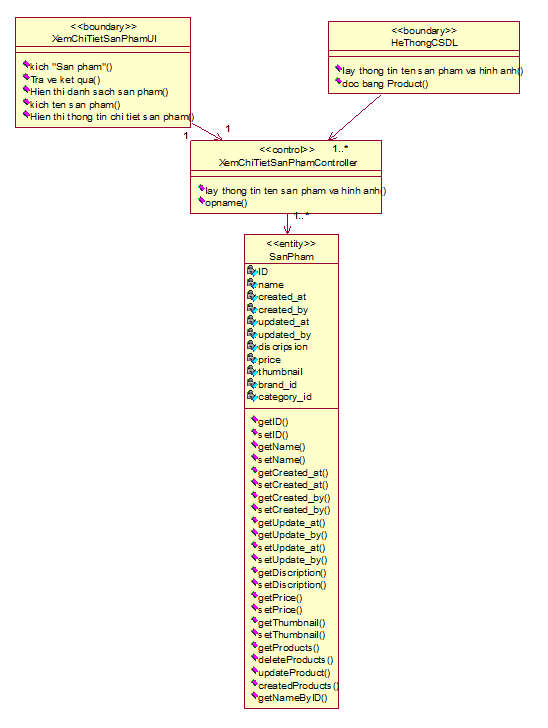 <<boundary>>
XemChiTietSanPhamUI
kich "San pham"()
Tra ve ket qua()
Hien thi danh sach san pham()
kich ten san pham()
Hien thi thong tin chi tiet san pham()
<<boundary>>
HeThongCSDL
lay thong tin ten san pham va hinh anh()
doc bang Product()
1
1
<<control>>
1..*
XemChiTietSanPhamController
lay thong tin ten san pham va hinh anh()
opname()
1..*
<<entity>>
SanPham
ID
name
created_at
created_by
updated_at
updated_by
discripsion
price
thumbnail
brand_id
category_id
getID()
setID()
getName()
setName()
getCreated_at()
setCreated_at()
getCreated_by()
setCreated_by()
getUpdate_at()
getUpdate_by()
setUpdate_at()
setUpdate_by()
getDiscription()
setDiscription()
getPrice()
setPrice()
getThumbnail()
setThumbnail()
getProducts()
deleteProducts()
updateProduct()
createdProducts()
getNameByID()